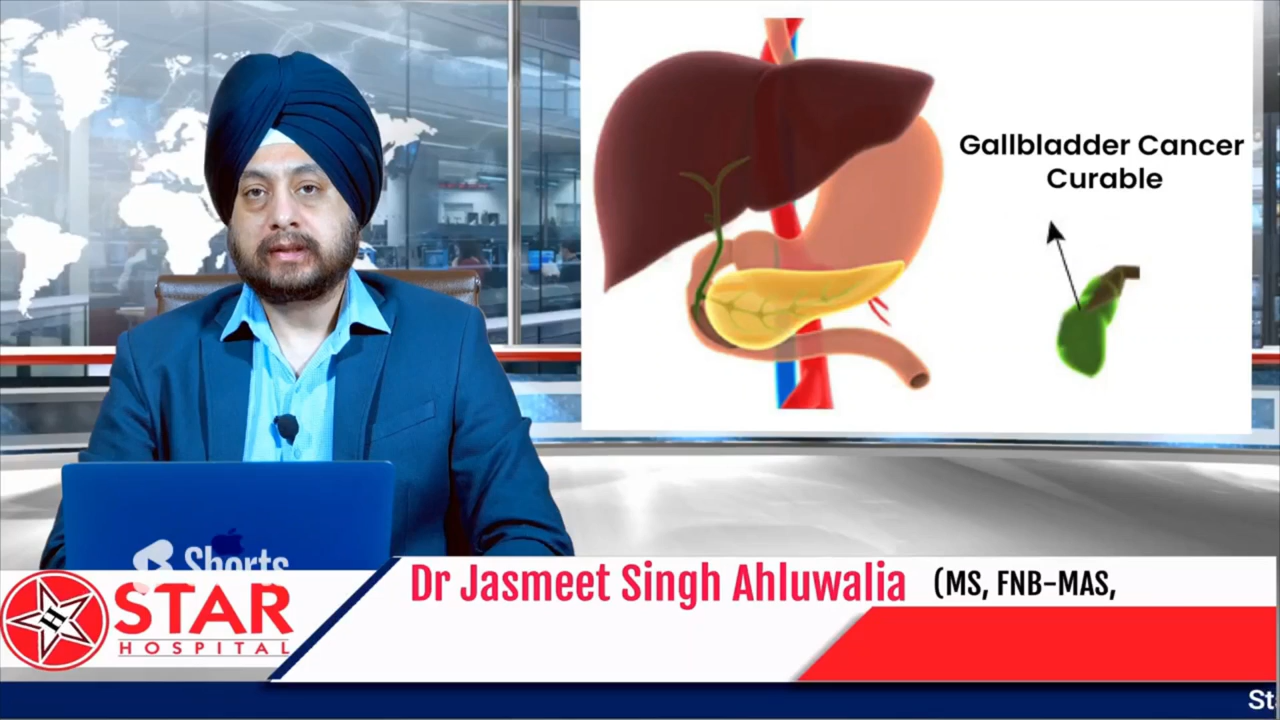 Gallbladder Cancer
Curable
Shorts
H
STAR
HOSPITAL
Dr Jasmeet Singh Ahluwalia (MS, FNB-MAS,
St